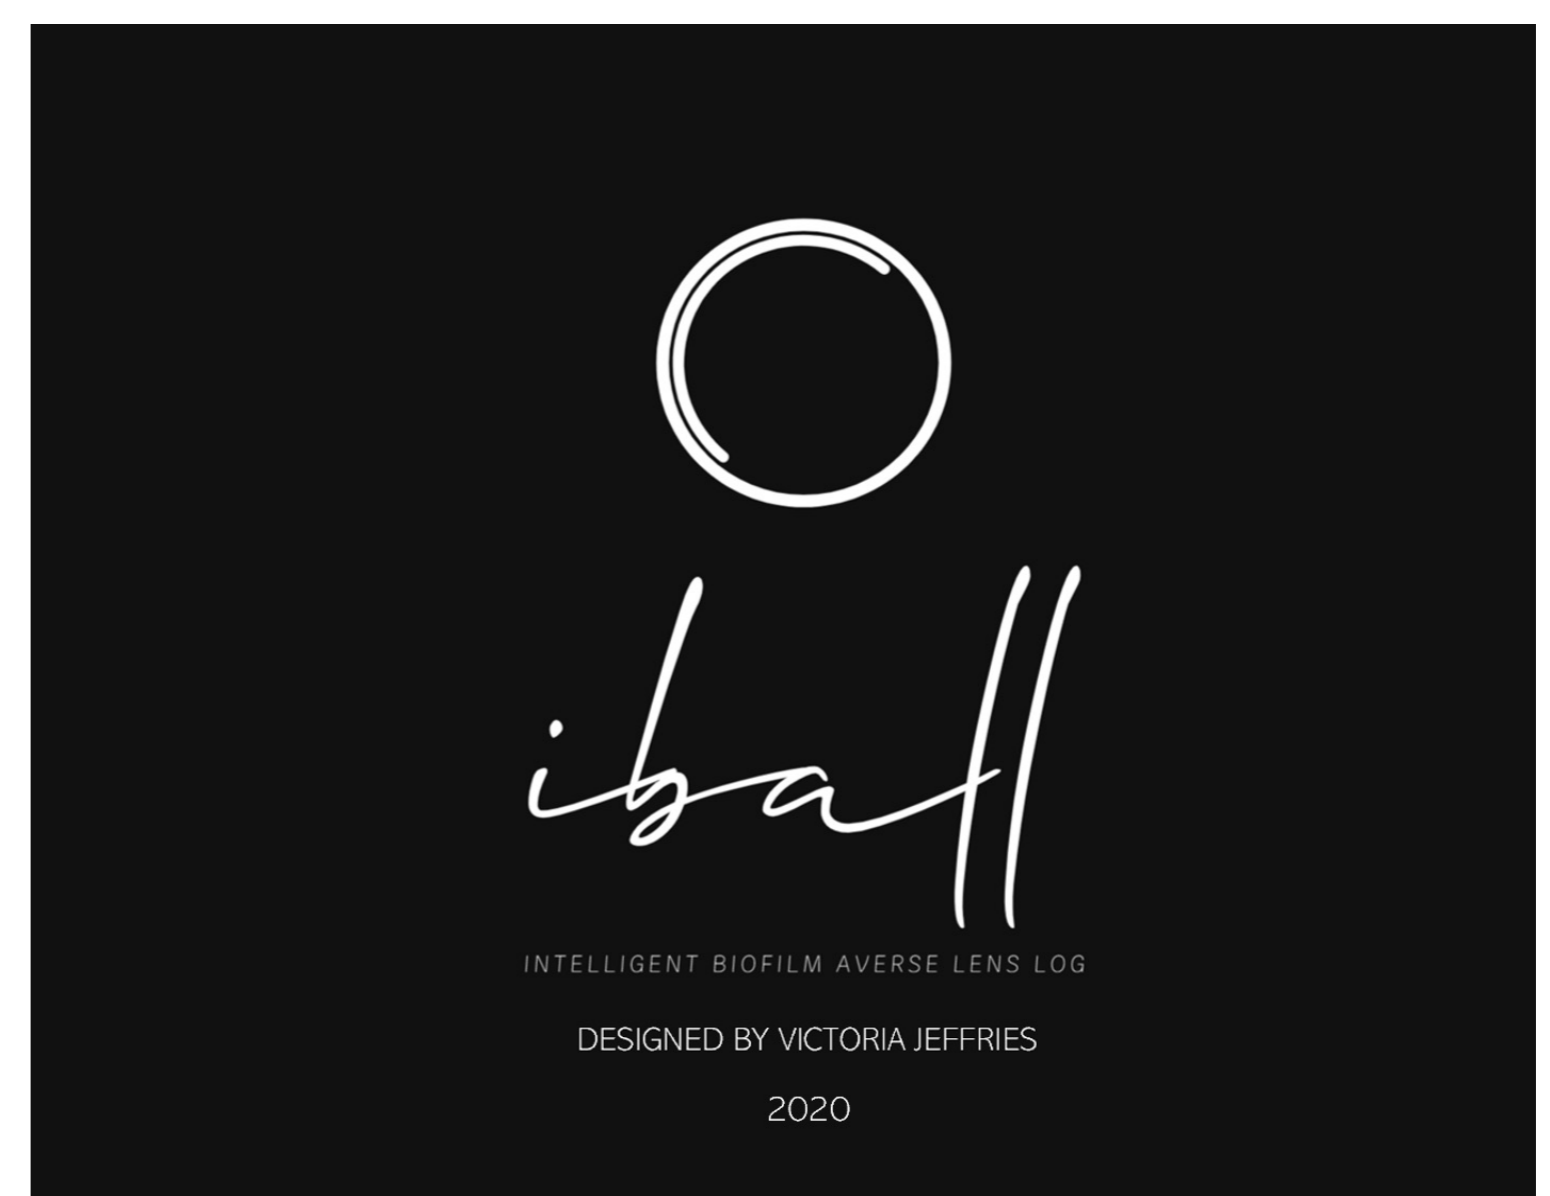 iball
INTELLIGENT BIOFILM AVERSE LENS LOG
DESIGNED BY VICTORIA JEFFRIES
2020